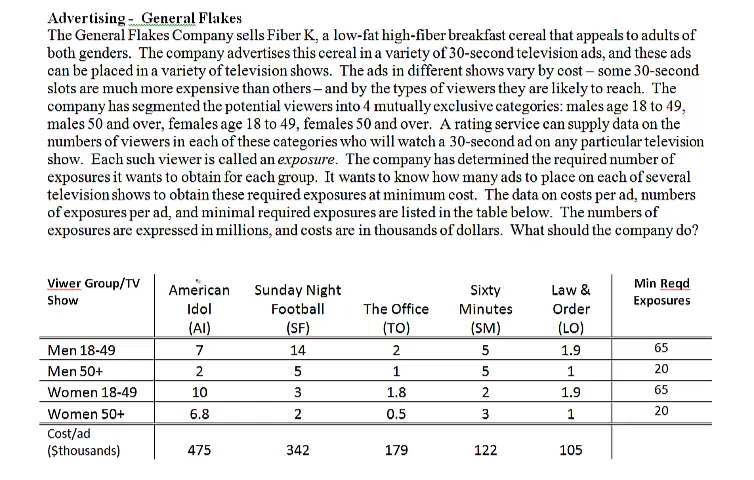 Advertising - General Flakes
The General Flakes Company sells Fiber K, a low-fat high-fiber breakfast cereal that appeals to adults of
both genders. The company advertises this cereal in a variety of 30-second television ads, and these ads
can be placed in a variety of television shows. The ads in different shows vary by cost – some 30-second
slots are much more expensive than others – and by the types of viewers they are likely to reach. The
company has segmented the potential viewers into 4 mutually exclusive categories: males age 18 to 49,
males 50 and over, females age 18 to 49, females 50 and over. A rating service can supply data on the
numbers of viewers in each of these categories who will watch a 30-second ad on any particular television
show. Each such viewer is called an exposure. The company has determined the required number of
exposures it wants to obtain for each group. It wants to know how many ads to place on each of several
television shows to obtain these required exposures at minimum cost. The data on costs per ad, numbers
of exposures per ad, and minimal required exposures are listed in the table below. The numbers of
exposures are expressed in millions, and costs are in thousands of dollars. What should the company do?
Viwer Group/TV Show American Idol (AI) Sunday Night Football (SF) The Office (TO) Sixty Minutes (SM) Law & Order (LO) Min Reqd Exposures
Men 18-49 7 14 2 5 1.9 65
Men 50+ 2 5 1 5 1 20
Women 18-49 10 3 1.8 2 1.9 65
Women 50+ 6.8 2 0.5 3 1 20
Cost/ad
($thousands) 475 342 179 122 105